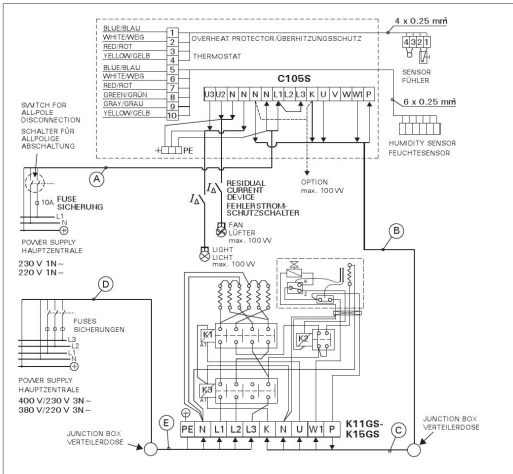 4 x 0.25 mm²
BLUE/BLAU 1
WHITE/WEIß 2
RED/ROT 3
YELLOW/GELB 4
OVERHEAT PROTECTOR/ÜBERHITZUNGSSCHUTZ
THERMOSTAT
4 3 2 1
SENSOR
FÜHLER
BLUE/BLAU 5
WHITE/WEIß 6
RED/ROT 7
GREEN/GRÜN 8
GRAY/GRAU 9
YELLOW/GELB 10
C105S
U3 U2 N N N N L1 L2 L3 K U V W W1 P
6 x 0.25 mm²
HUMIDITY SENSOR
FEUCHTESENSOR
SWITCH FOR
ALL-POLE
DISCONNECTION
SCHALTER FÜR
ALLPOLIGE
ABSCHALTUNG
PE
A
10A
FUSE
SICHERUNG
L1
N
POWER SUPPLY
HAUPTZENTRALE
230 V 1N~
220 V 1N~
I∆
I∆
RESIDUAL
CURRENT
DEVICE
FEHLERSTROM-
SCHUTZSCHALTER
OPTION
max. 100 W
FAN
LÜFTER
max. 100 W
LIGHT
LICHT
max. 100 W
B
D
FUSES
SICHERUNGEN
L3
L2
L1
N
POWER SUPPLY
HAUPTZENTRALE
400 V/230 V 3N~
380 V/220 V 3N~
K1
A1
K2
K3
A1
PE N L1 L2 L3 K N U W1 P
K11GS-
K15GS
E
C
JUNCTION BOX
VERTEILERDOSE
JUNCTION BOX
VERTEILERDOSE